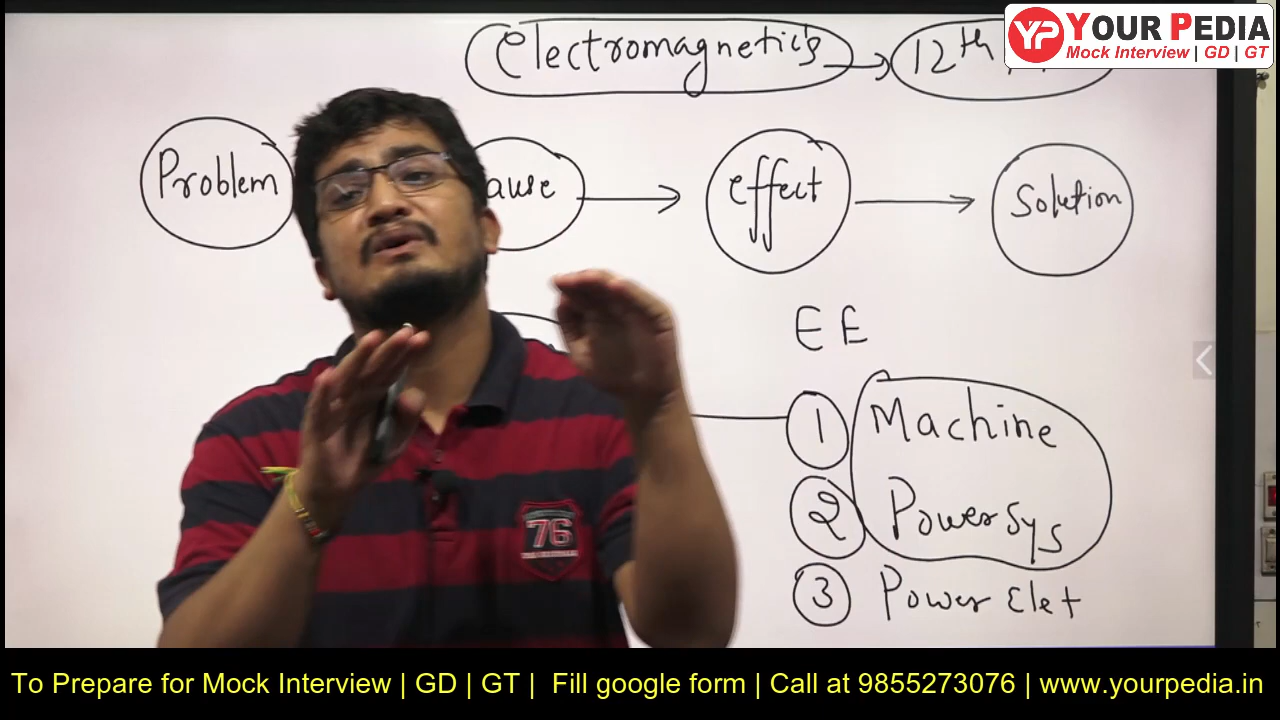 Electromagnetics → 12th
YOUR PEDIA
YP
Mock Interview | GD | GT
Problem
ause → effect → Solution
EE
1 Machine
2 Power Sys
3 Power Elet
76
To Prepare for Mock Interview | GD | GT | Fill google form | Call at 9855273076 | www.yourpedia.in